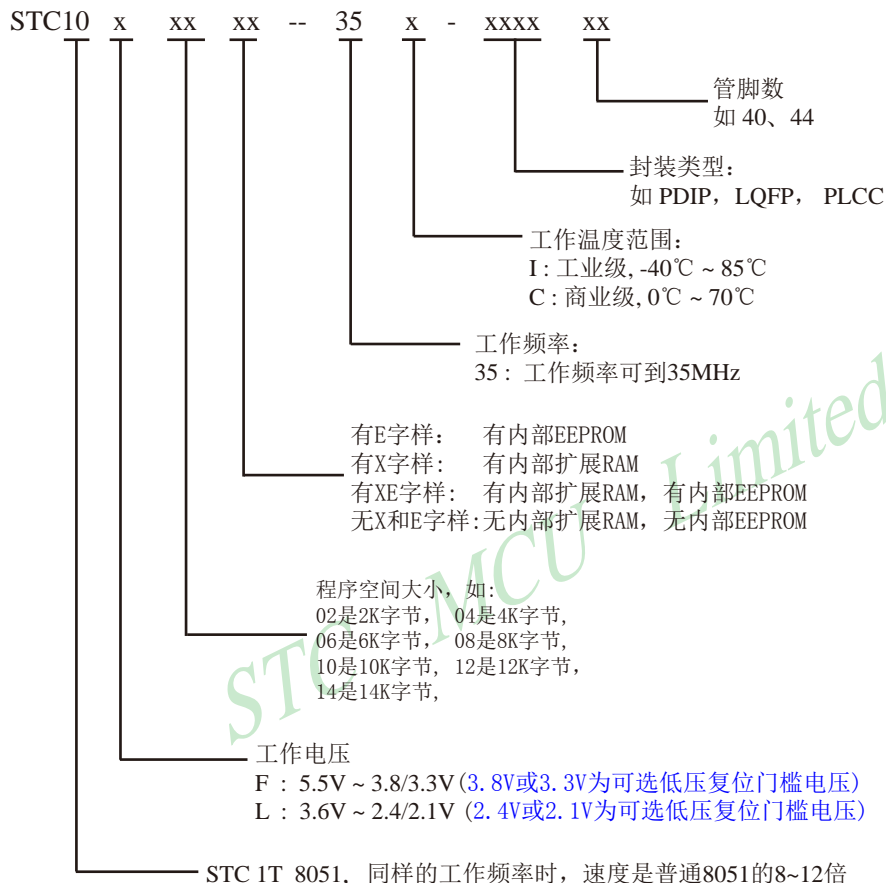 STC10 x xx xx -- 35 x - xxxx xx
管脚数
如 40、44
封装类型：
如 PDIP，LQFP， PLCC
工作温度范围：
I : 工业级, -40℃ ~ 85℃
C : 商业级, 0℃ ~ 70℃
工作频率：
35 : 工作频率可到35MHz
有E字样： 有内部EEPROM
有X字样: 有内部扩展RAM
有XE字样: 有内部扩展RAM，有内部EEPROM
无X和E字样:无内部扩展RAM，无内部EEPROM
程序空间大小，如:
02是2K字节， 04是4K字节,
06是6K字节， 08是8K字节,
10是10K字节, 12是12K字节，
14是14K字节,
工作电压
F : 5.5V ~ 3.8/3.3V (3.8V或3.3V为可选低压复位门槛电压)
L : 3.6V ~ 2.4/2.1V (2.4V或2.1V为可选低压复位门槛电压)
STC 1T 8051, 同样的工作频率时，速度是普通8051的8~12倍
STC MCU Limited